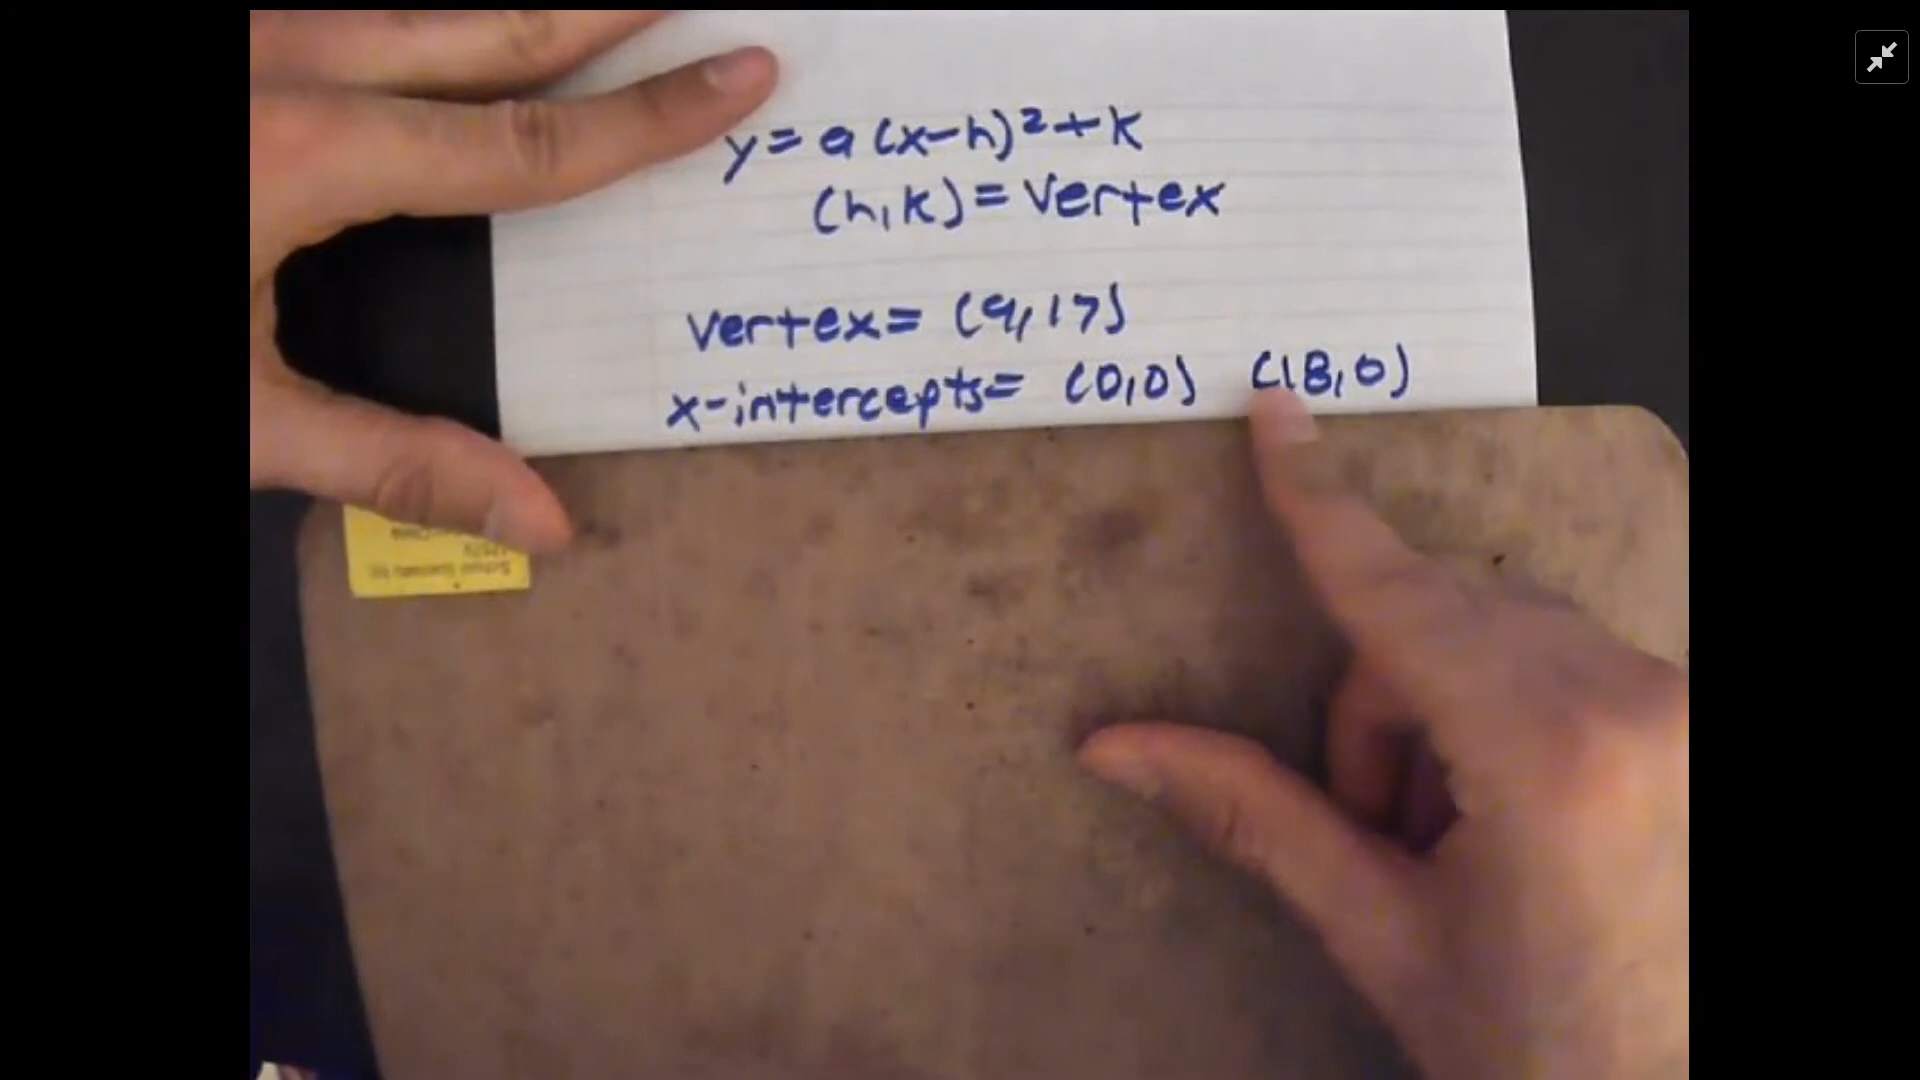 y = a (x-h)² + k
(h,k) = Vertex
Vertex = (9,17)
x-intercepts = (0,0) (18,0)